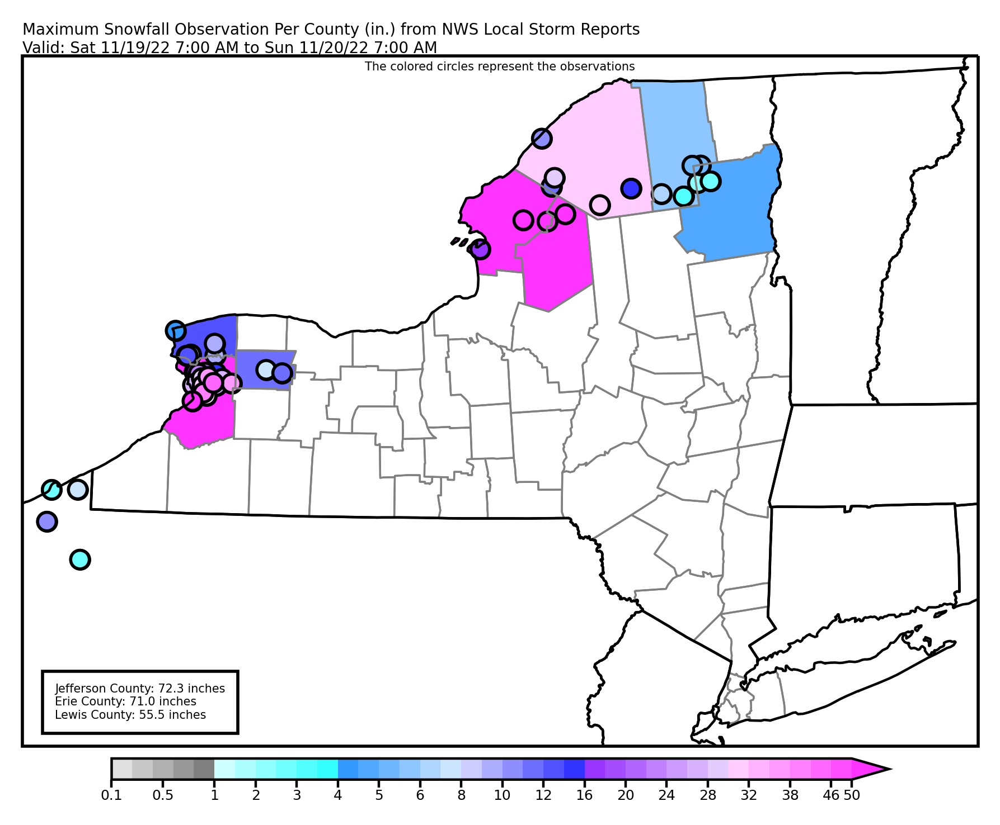 Maximum Snowfall Observation Per County (in.) from NWS Local Storm Reports
Valid: Sat 11/19/22 7:00 AM to Sun 11/20/22 7:00 AM
The colored circles represent the observations
Jefferson County: 72.3 inches
Erie County: 71.0 inches
Lewis County: 55.5 inches
0.1 0.5 1 2 3 4 5 6 8 10 12 16 20 24 28 32 38 46 50